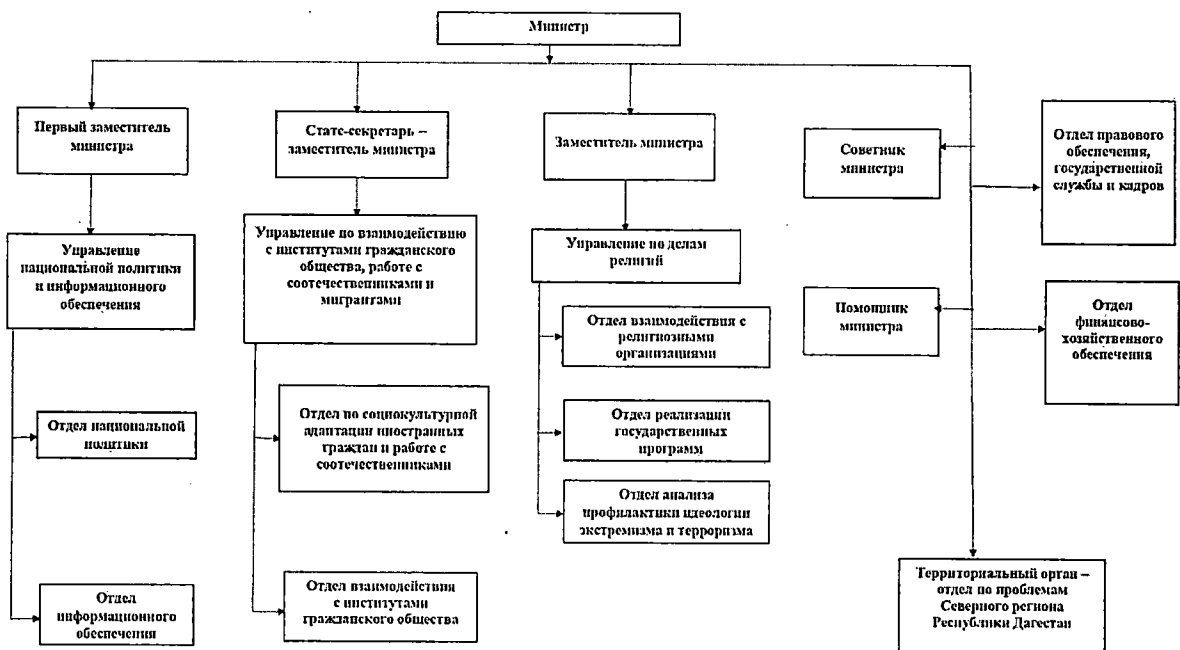 Министр
Первый заместитель
министра
Статс-секретарь –
заместитель министра
Заместитель министра
Советник
министра
Отдел правового
обеспечения,
государственной
службы и кадров
Управление
национальной политики
и информационного
обеспечения
Управление по взаимодействию
с институтами гражданского
общества, работе с
соотечественниками и
мигрантами
Управление по делам
религий
Помощник
министра
Отдел
финансово-
хозяйственного
обеспечения
Отдел взаимодействия с
религиозными
организациями
Отдел национальной
политики
Отдел по социокультурной
адаптации иностранных
граждан и работе с
соотечественниками
Отдел реализации
государственных
программ
Отдел анализа
профилактики идеологии
экстремизма и терроризма
Отдел
информационного
обеспечения
Отдел взаимодействия
с институтами
гражданского общества
Территориальный орган –
отдел по проблемам
Северного региона
Республики Дагестан